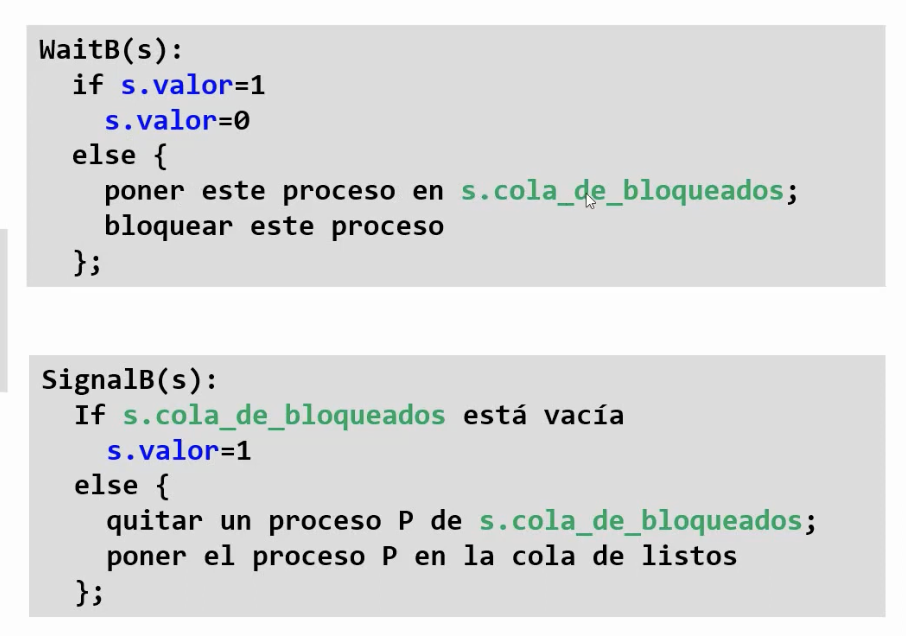 WaitB(s):
if s.valor=1
s.valor=0
else {
poner este proceso en s.cola_de_bloqueados;
bloquear este proceso
};
SignalB(s):
If s.cola_de_bloqueados está vacía
s.valor=1
else {
quitar un proceso P de s.cola_de_bloqueados;
poner el proceso P en la cola de listos
};